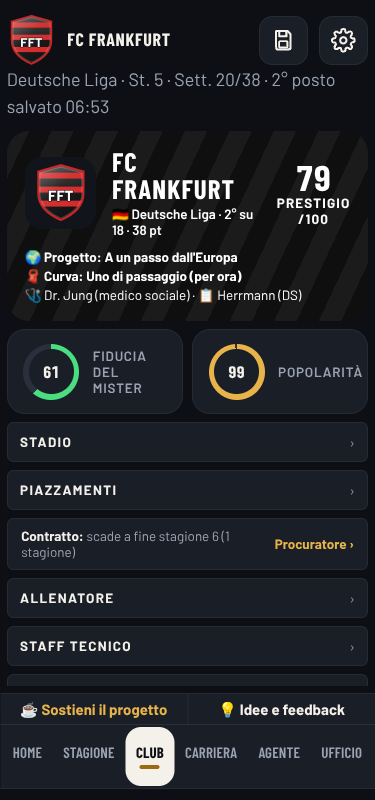 FFT
FC FRANKFURT
Deutsche Liga · St. 5 · Sett. 20/38 · 2° posto
salvato 06:53
FFT
FC
FRANKFURT
Deutsche Liga · 2° su
18 · 38 pt
79
PRESTIGIO
/100
Progetto: A un passo dall'Europa
Curva: Uno di passaggio (per ora)
Dr. Jung (medico sociale) · Herrmann (DS)
61
FIDUCIA
DEL
MISTER
99
POPOLARITÀ
STADIO ›
PIAZZAMENTI ›
Contratto: scade a fine stagione 6 (1
stagione)
Procuratore ›
ALLENATORE ›
STAFF TECNICO ›
Sostieni il progetto
Idee e feedback
HOME STAGIONE CLUB CARRIERA AGENTE UFFICIO